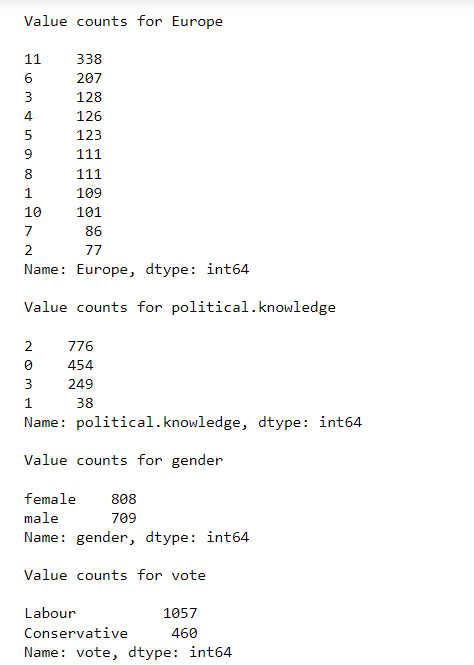 Value counts for Europe
11    338
6     207
3     128
4     126
5     123
9     111
8     111
1     109
10    101
7      86
2      77
Name: Europe, dtype: int64
Value counts for political.knowledge
2    776
0    454
3    249
1     38
Name: political.knowledge, dtype: int64
Value counts for gender
female    808
male      709
Name: gender, dtype: int64
Value counts for vote
Labour          1057
Conservative     460
Name: vote, dtype: int64